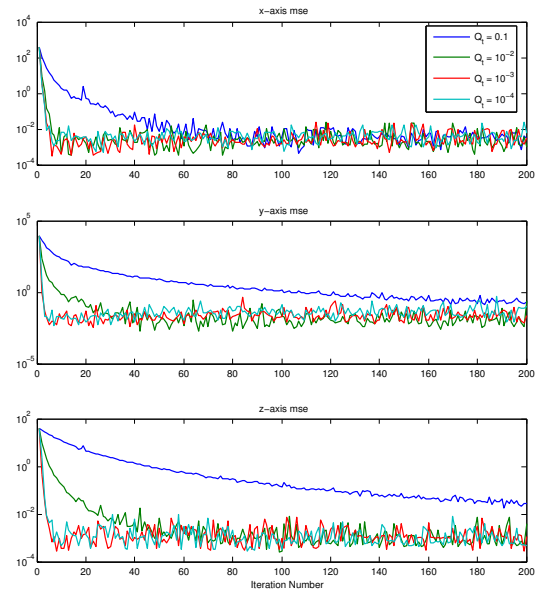 x−axis mse
10^4
10^2
10^0
10^−2
10^−4
0 20 40 60 80 100 120 140 160 180 200
Q_t = 0.1
Q_t = 10^−2
Q_t = 10^−3
Q_t = 10^−4
y−axis mse
10^5
10^0
10^−5
0 20 40 60 80 100 120 140 160 180 200
z−axis mse
10^2
10^0
10^−2
10^−4
0 20 40 60 80 100 120 140 160 180 200
Iteration Number